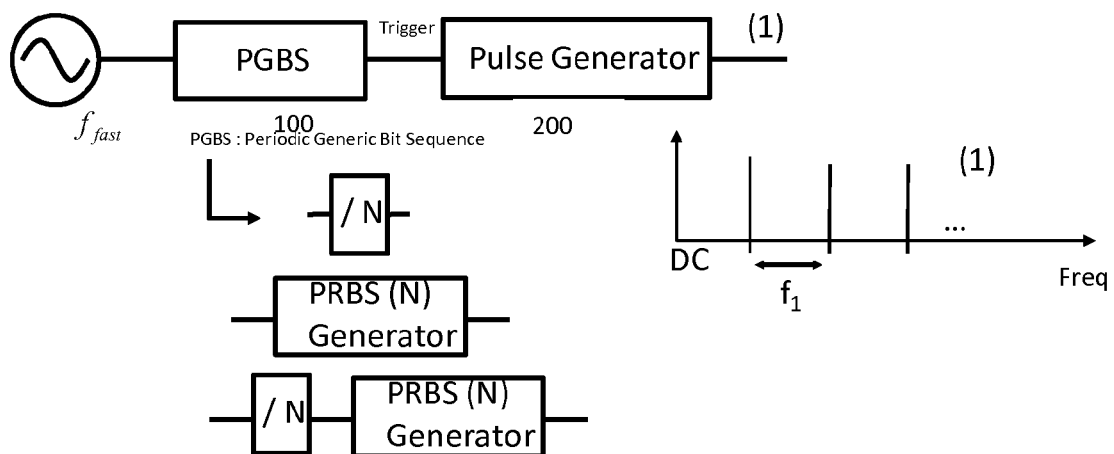 Trigger
(1)
PGBS
Pulse Generator
f_fast
100
200
PGBS : Periodic Generic Bit Sequence
(1)
/ N
...
DC
Freq
f₁
PRBS (N)
Generator
/ N
PRBS (N)
Generator